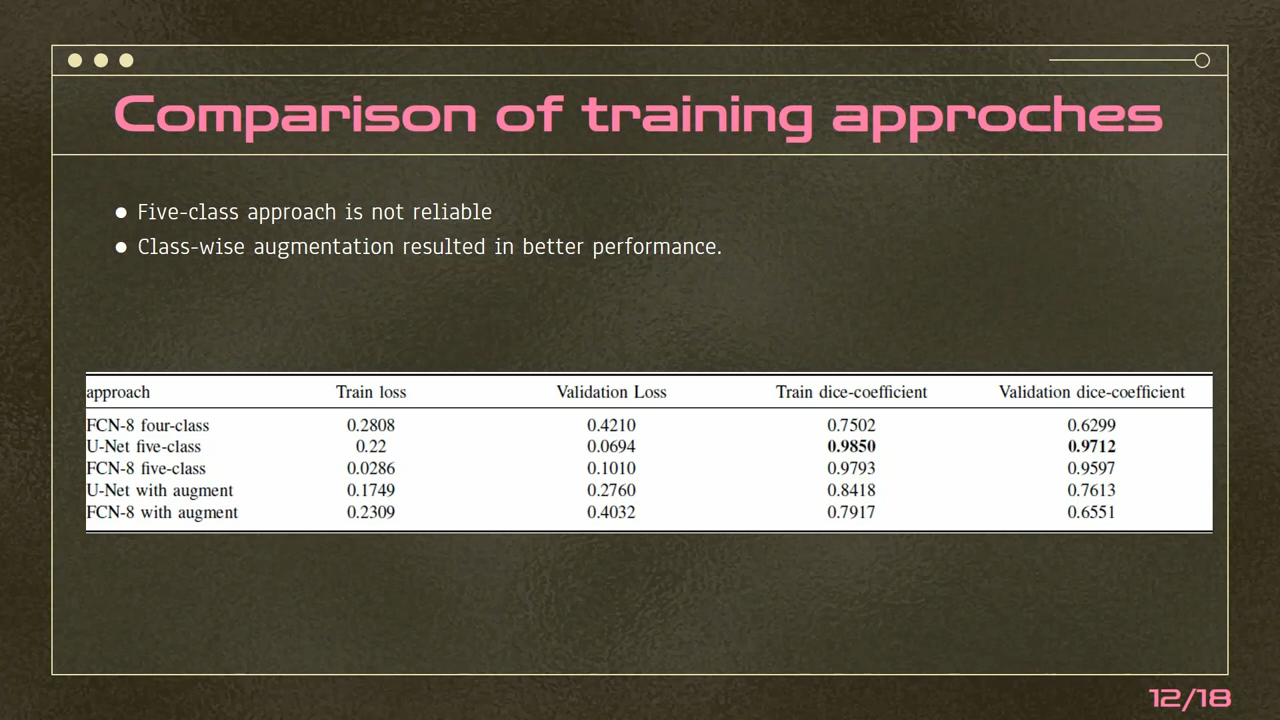 Comparison of training approches
● Five-class approach is not reliable
● Class-wise augmentation resulted in better performance.
approach Train loss Validation Loss Train dice-coefficient Validation dice-coefficient
FCN-8 four-class 0.2808 0.4210 0.7502 0.6299
U-Net five-class 0.22 0.0694 0.9850 0.9712
FCN-8 five-class 0.0286 0.1010 0.9793 0.9597
U-Net with augment 0.1749 0.2760 0.8418 0.7613
FCN-8 with augment 0.2309 0.4032 0.7917 0.6551
12/18